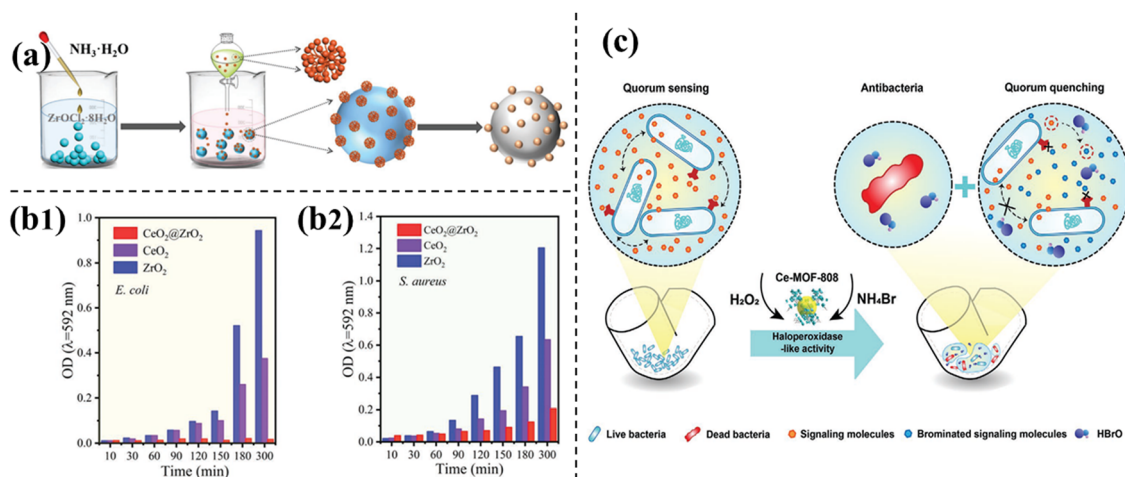 (a)
NH₃·H₂O
ZrOCl₂·8H₂O
(b1)
1.0
0.8
0.6
0.4
0.2
0.0
OD (λ=592 nm)
CeO₂@ZrO₂
CeO₂
ZrO₂
E. coli
10 30 60 90 120 150 180 300
Time (min)
(b2)
1.4
1.2
1.0
0.8
0.6
0.4
0.2
0.0
OD (λ=592 nm)
CeO₂@ZrO₂
CeO₂
ZrO₂
S. aureus
10 30 60 90 120 150 180 300
Time (min)
(c)
Quorum sensing
Antibacteria
Quorum quenching
+
Ce-MOF-808
H₂O₂
NH₄Br
Haloperoxidase
-like activity
Live bacteria
Dead bacteria
Signaling molecules
Brominated signaling molecules
HBrO